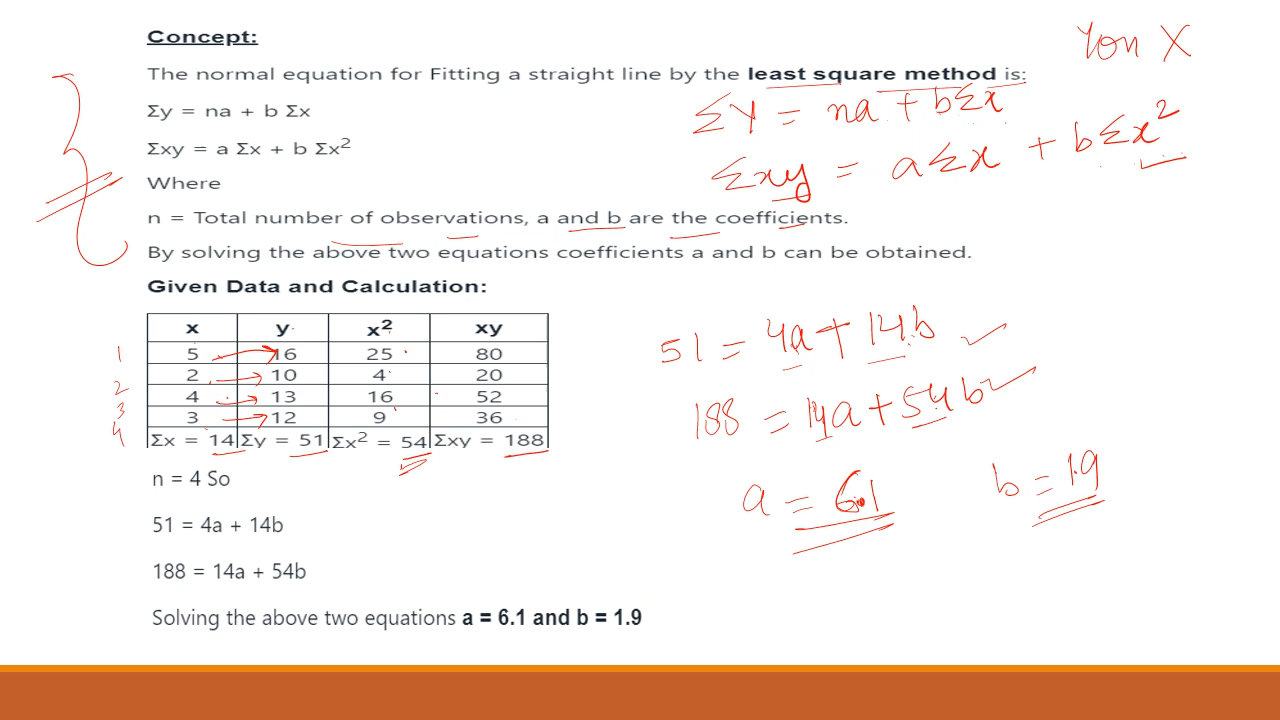 Concept:
Yon X
The normal equation for Fitting a straight line by the least square method is:
Σy = na + b Σx
ΣY = na + bΣx
Σxy = a Σx + b Σx²
Σxy = aΣx + bΣx²
Where
n = Total number of observations, a and b are the coefficients.
By solving the above two equations coefficients a and b can be obtained.
Given Data and Calculation:
x y x² xy
1 5 16 25 80
2 2 10 4 20
3 4 13 16 52
4 3 12 9 36
Σx = 14 Σy = 51 Σx² = 54 Σxy = 188
51 = 4a + 14b
188 = 14a + 54b
a = 6.1 b = 1.9
n = 4 So
51 = 4a + 14b
188 = 14a + 54b
Solving the above two equations a = 6.1 and b = 1.9